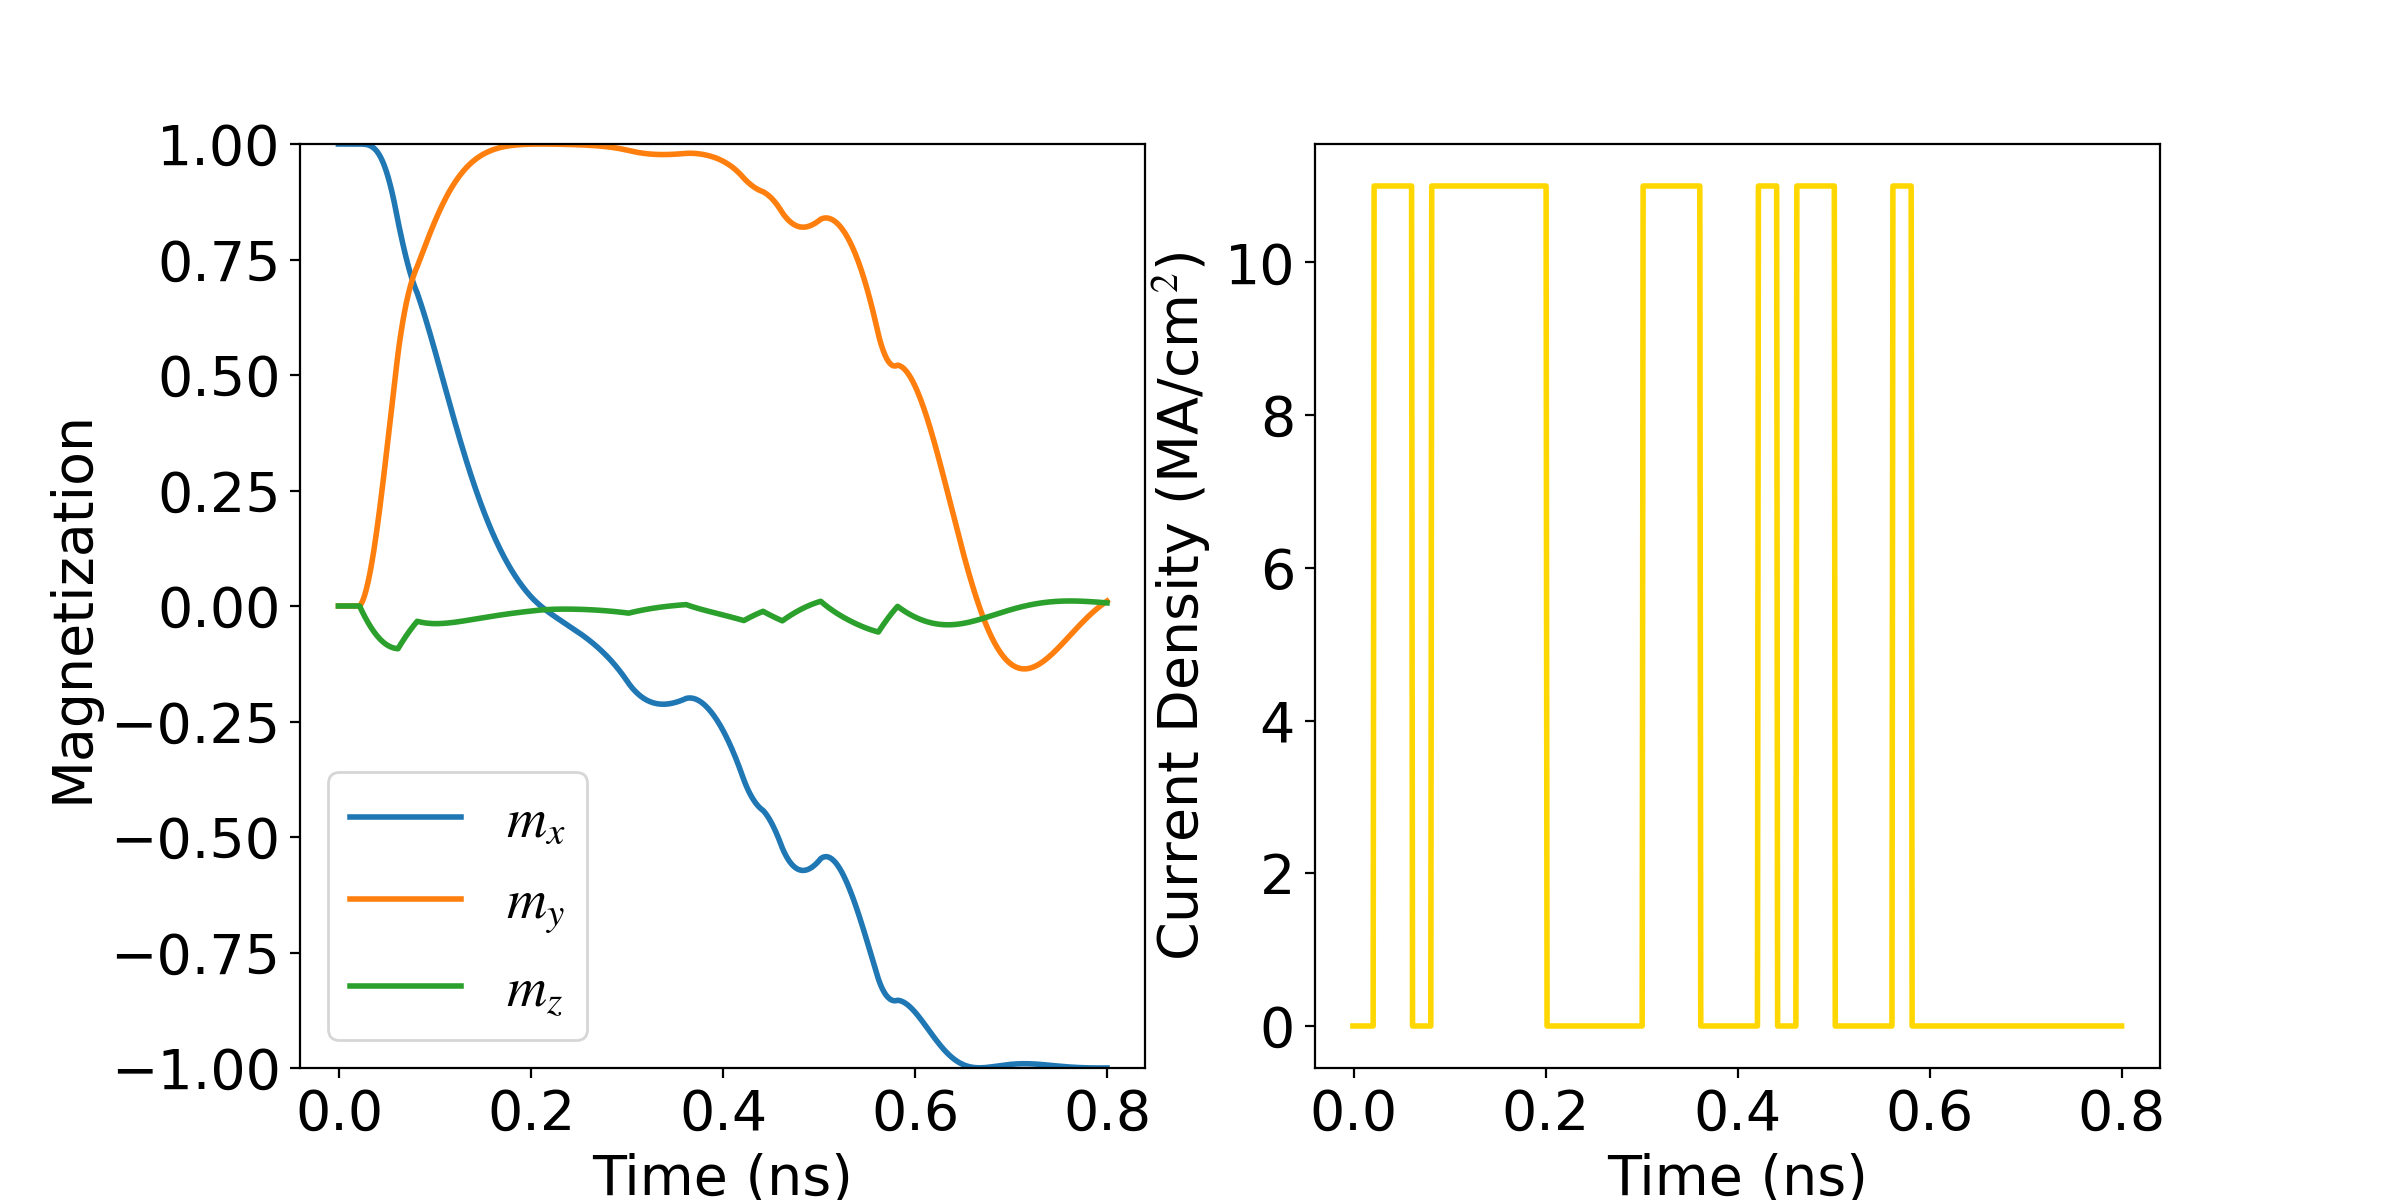 Magnetization
1.00
0.75
0.50
0.25
0.00
−0.25
−0.50
−0.75
−1.00
m_x
m_y
m_z
0.0 0.2 0.4 0.6 0.8
Time (ns)
Current Density (MA/cm²)
10
8
6
4
2
0
0.0 0.2 0.4 0.6 0.8
Time (ns)